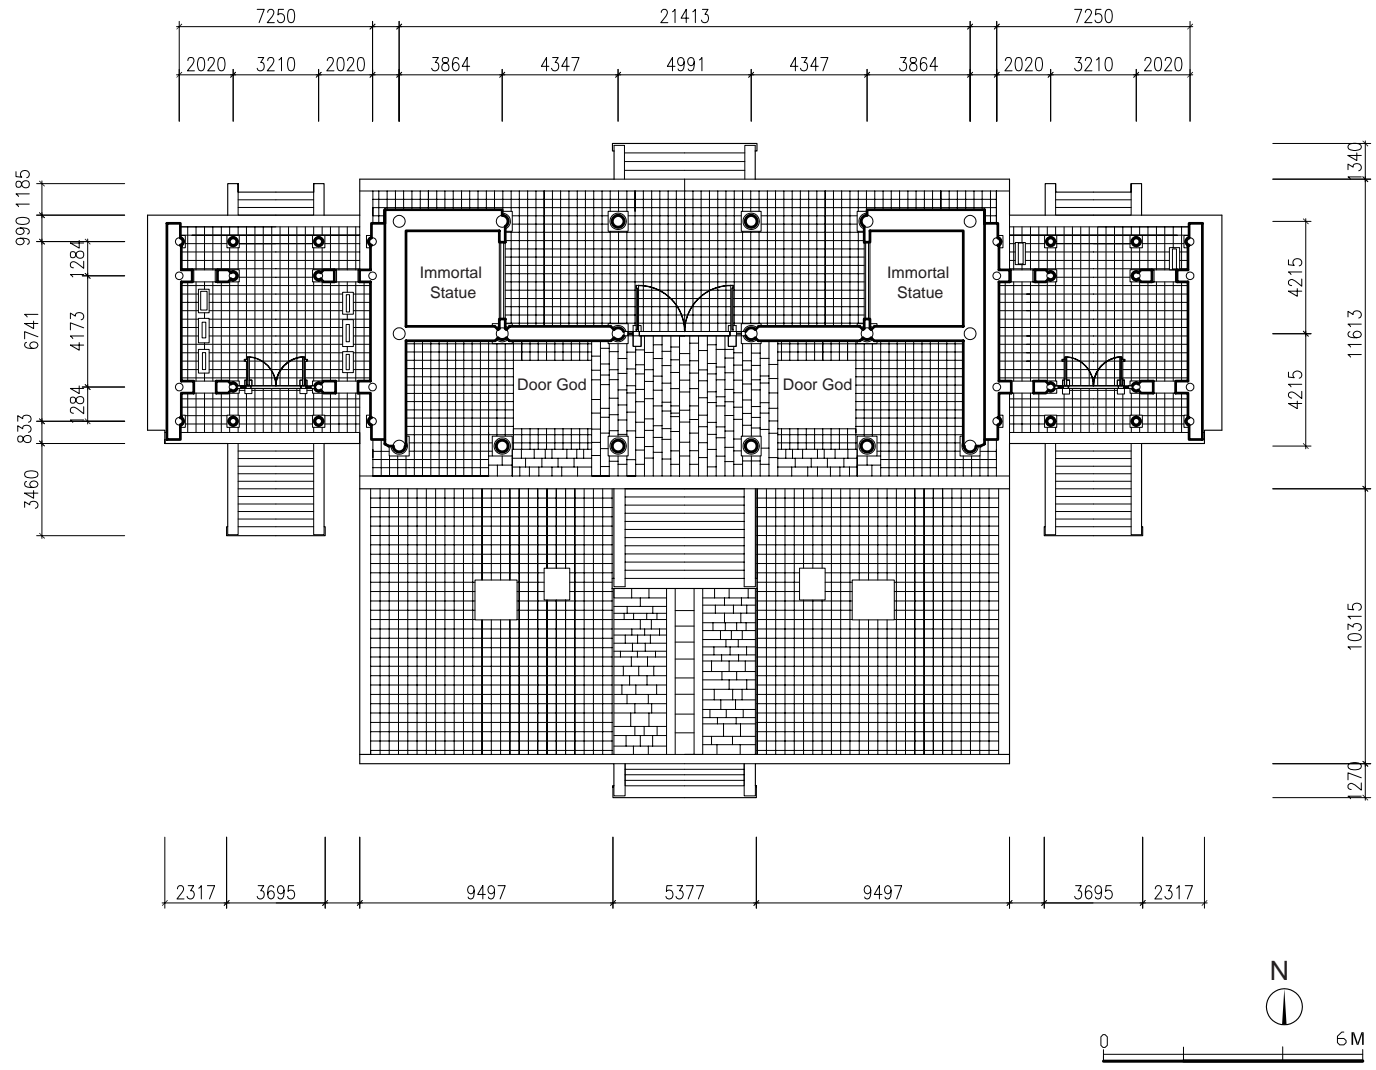 7250 21413 7250
2020 3210 2020 3864 4347 4991 4347 3864 2020 3210 2020
1340
1185
990
1284
Immortal Statue
Immortal Statue
4215
6741 4173
11613
Door God
Door God
4215
1284
833
3460
10315
1270
2317 3695 9497 5377 9497 3695 2317
N
0 6M